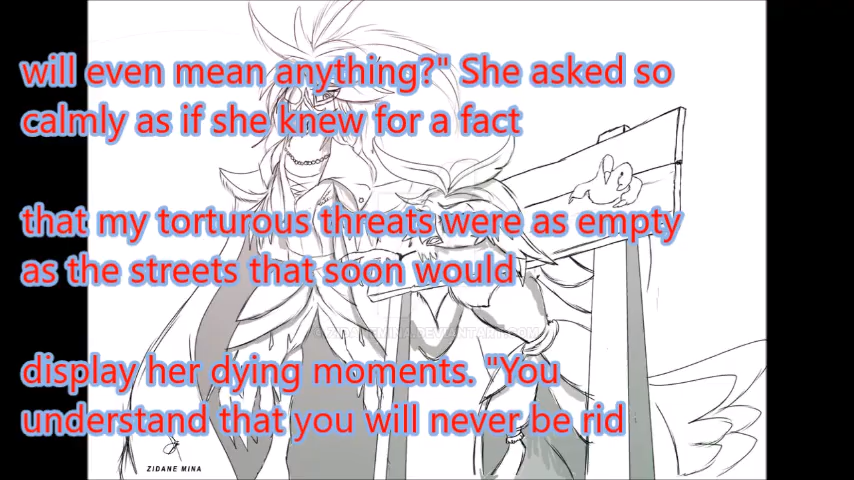 will even mean anything?" She asked so
calmly as if she knew for a fact
that my torturous threats were as empty
as the streets that soon would
display her dying moments. "You
understand that you will never be rid
ZIDANE MINA